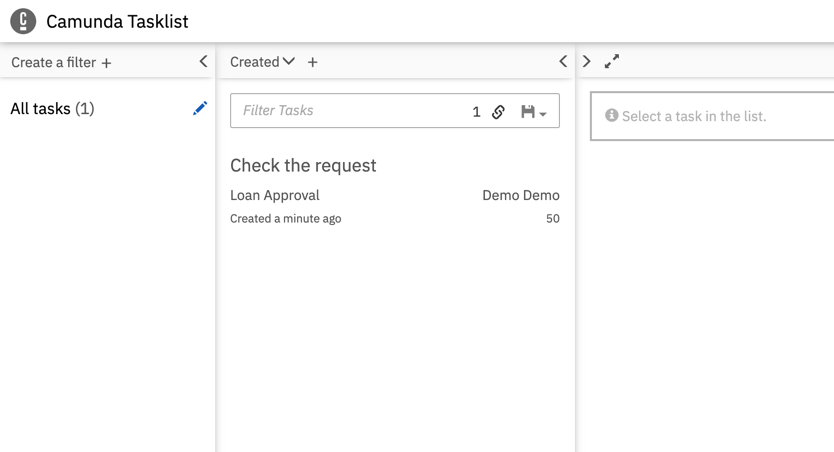 Camunda Tasklist
Create a filter +
Created +
All tasks (1)
Filter Tasks 1
Select a task in the list.
Check the request
Loan Approval Demo Demo
Created a minute ago 50